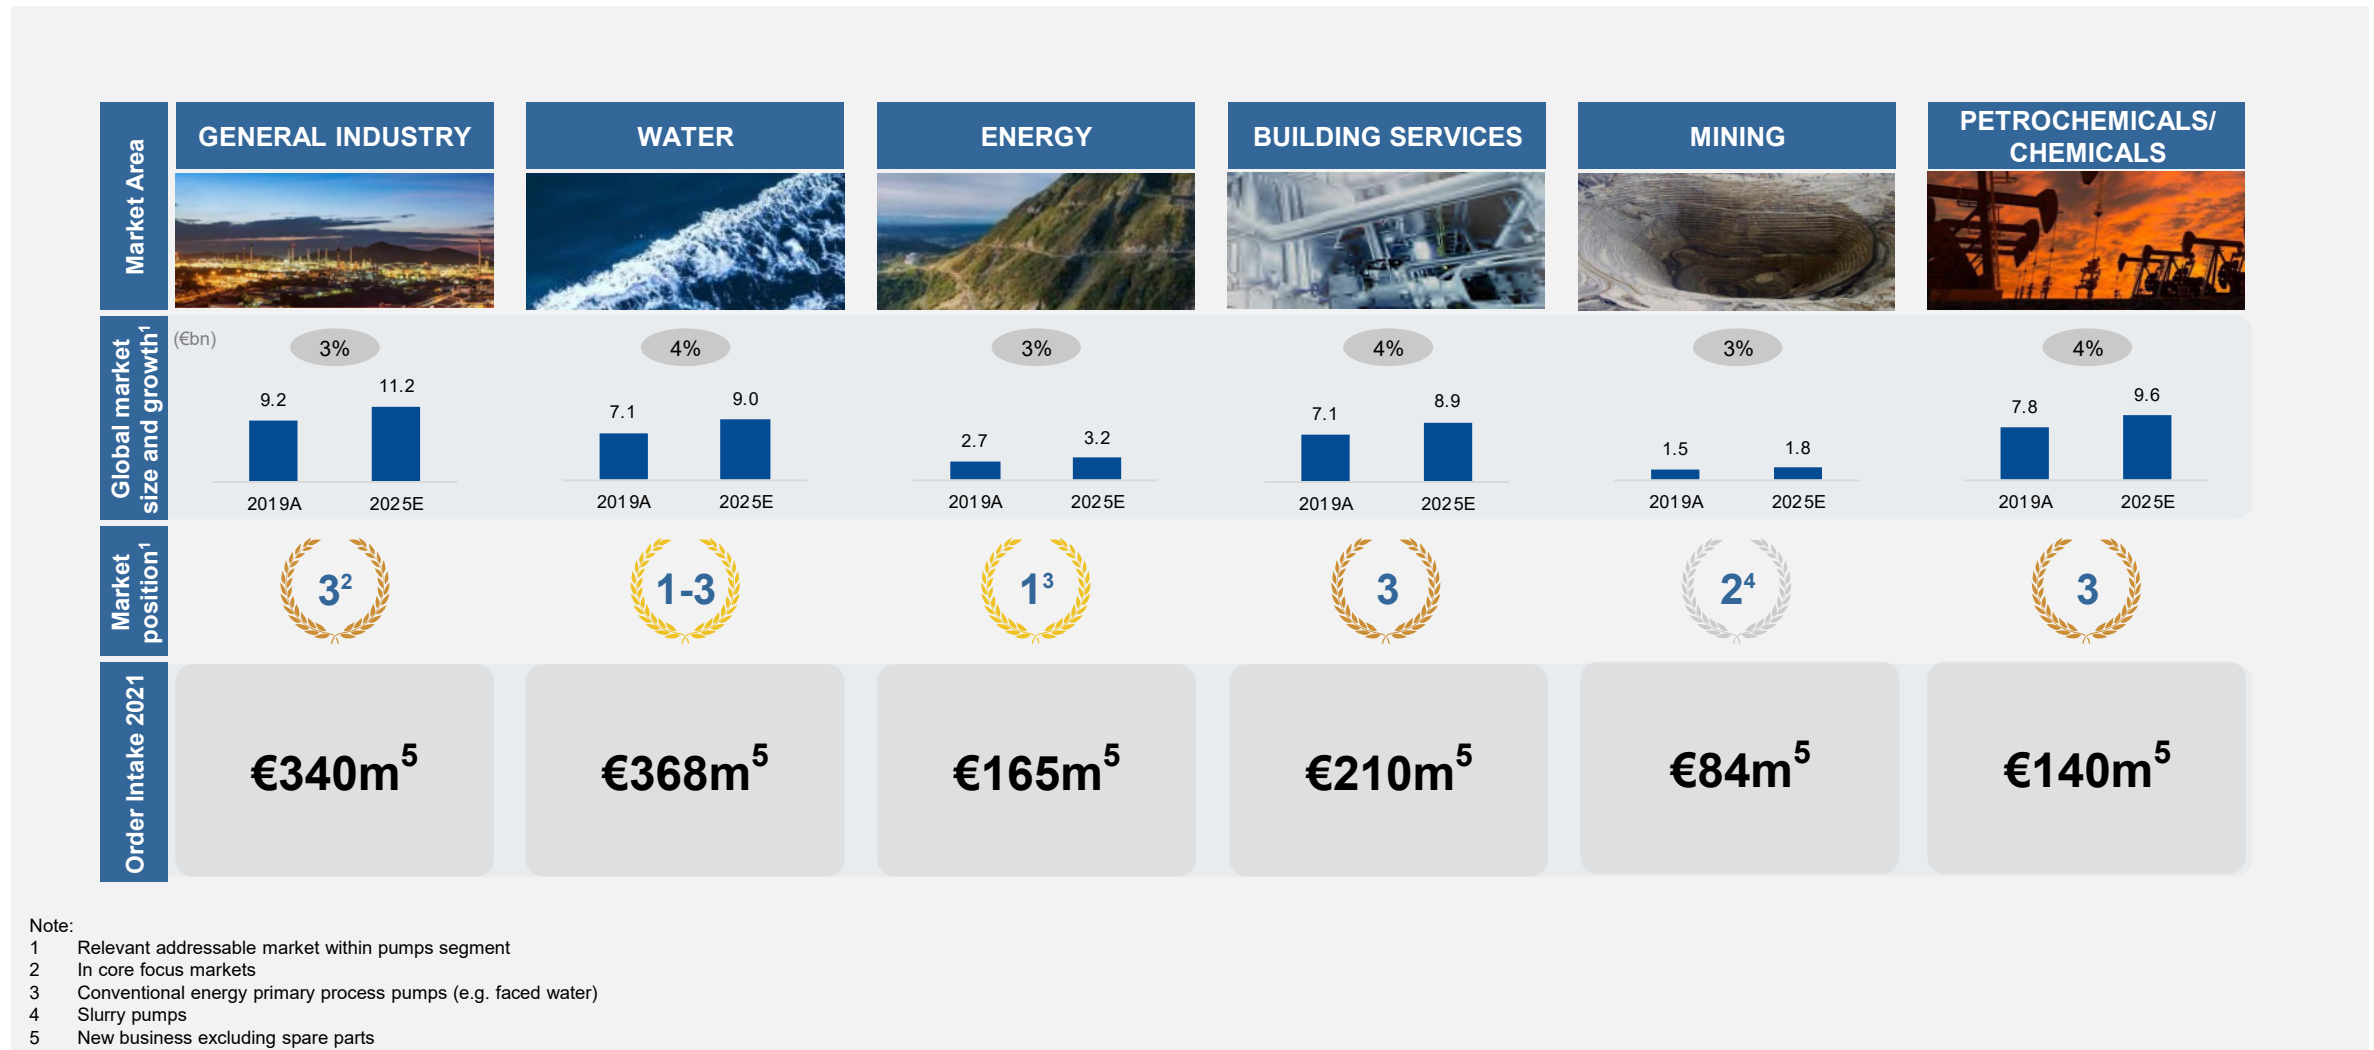 Market Area
GENERAL INDUSTRY
WATER
ENERGY
BUILDING SERVICES
MINING
PETROCHEMICALS/
CHEMICALS
Global market
size and growth¹
(€bn)
3%
9.2
11.2
2019A
2025E
4%
7.1
9.0
2019A
2025E
3%
2.7
3.2
2019A
2025E
4%
7.1
8.9
2019A
2025E
3%
1.5
1.8
2019A
2025E
4%
7.8
9.6
2019A
2025E
Market
position¹
3²
1-3
1³
3
2⁴
3
Order Intake 2021
€340m⁵
€368m⁵
€165m⁵
€210m⁵
€84m⁵
€140m⁵
Note:
1 Relevant addressable market within pumps segment
2 In core focus markets
3 Conventional energy primary process pumps (e.g. faced water)
4 Slurry pumps
5 New business excluding spare parts